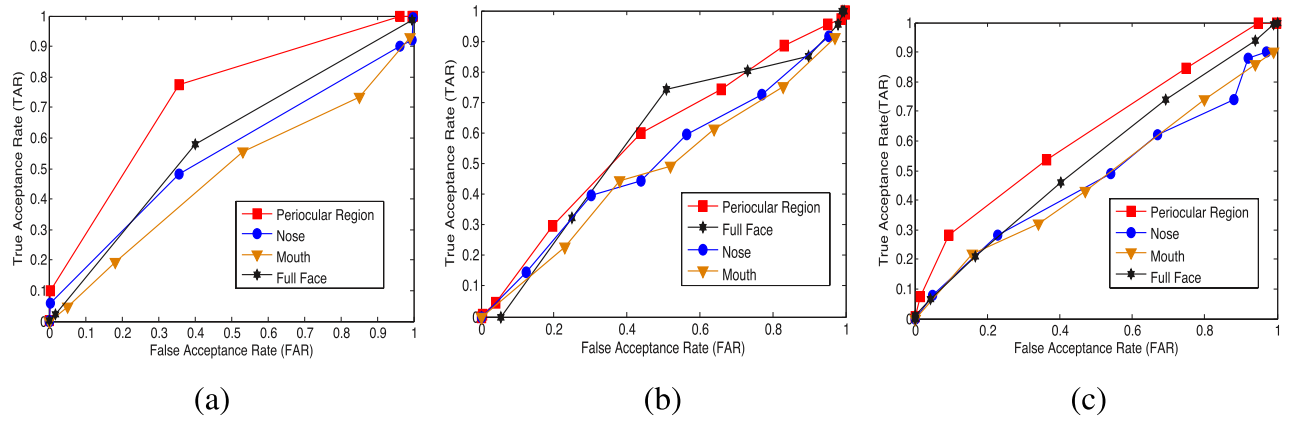 1
0.9
0.8
0.7
0.6
0.5
0.4
0.3
0.2
0.1
0
True Acceptance Rate (TAR)
0 0.1 0.2 0.3 0.4 0.5 0.6 0.7 0.8 0.9 1
False Acceptance Rate (FAR)
Periocular Region
Nose
Mouth
Full Face
(a)
1
0.9
0.8
0.7
0.6
0.5
0.4
0.3
0.2
0.1
0
True Acceptance Rate (TAR)
0 0.2 0.4 0.6 0.8 1
False Acceptance Rate (FAR)
Periocular Region
Full Face
Nose
Mouth
(b)
1
0.9
0.8
0.7
0.6
0.5
0.4
0.3
0.2
0.1
0
True Acceptance Rate(TAR)
0 0.2 0.4 0.6 0.8 1
False Acceptance Rate (FAR)
Periocular Region
Nose
Mouth
Full Face
(c)